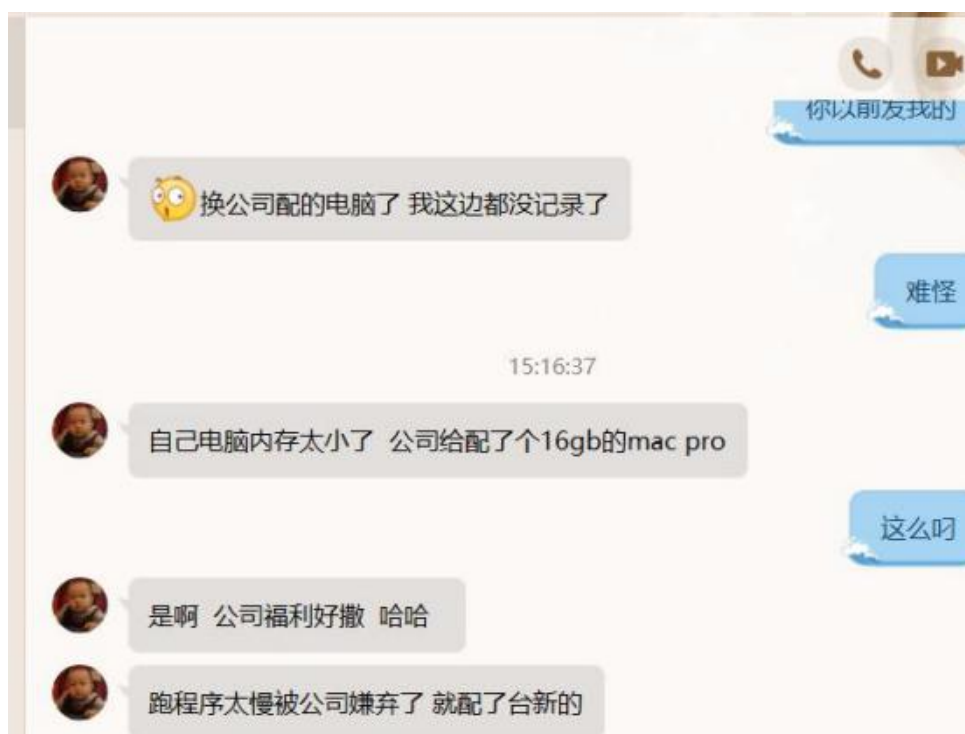 你以前发我的
换公司配的电脑了 我这边都没记录了
难怪
15:16:37
自己电脑内存太小了  公司给配了个16gb的mac pro
这么叼
是啊  公司福利好撒  哈哈
跑程序太慢被公司嫌弃了 就配了台新的